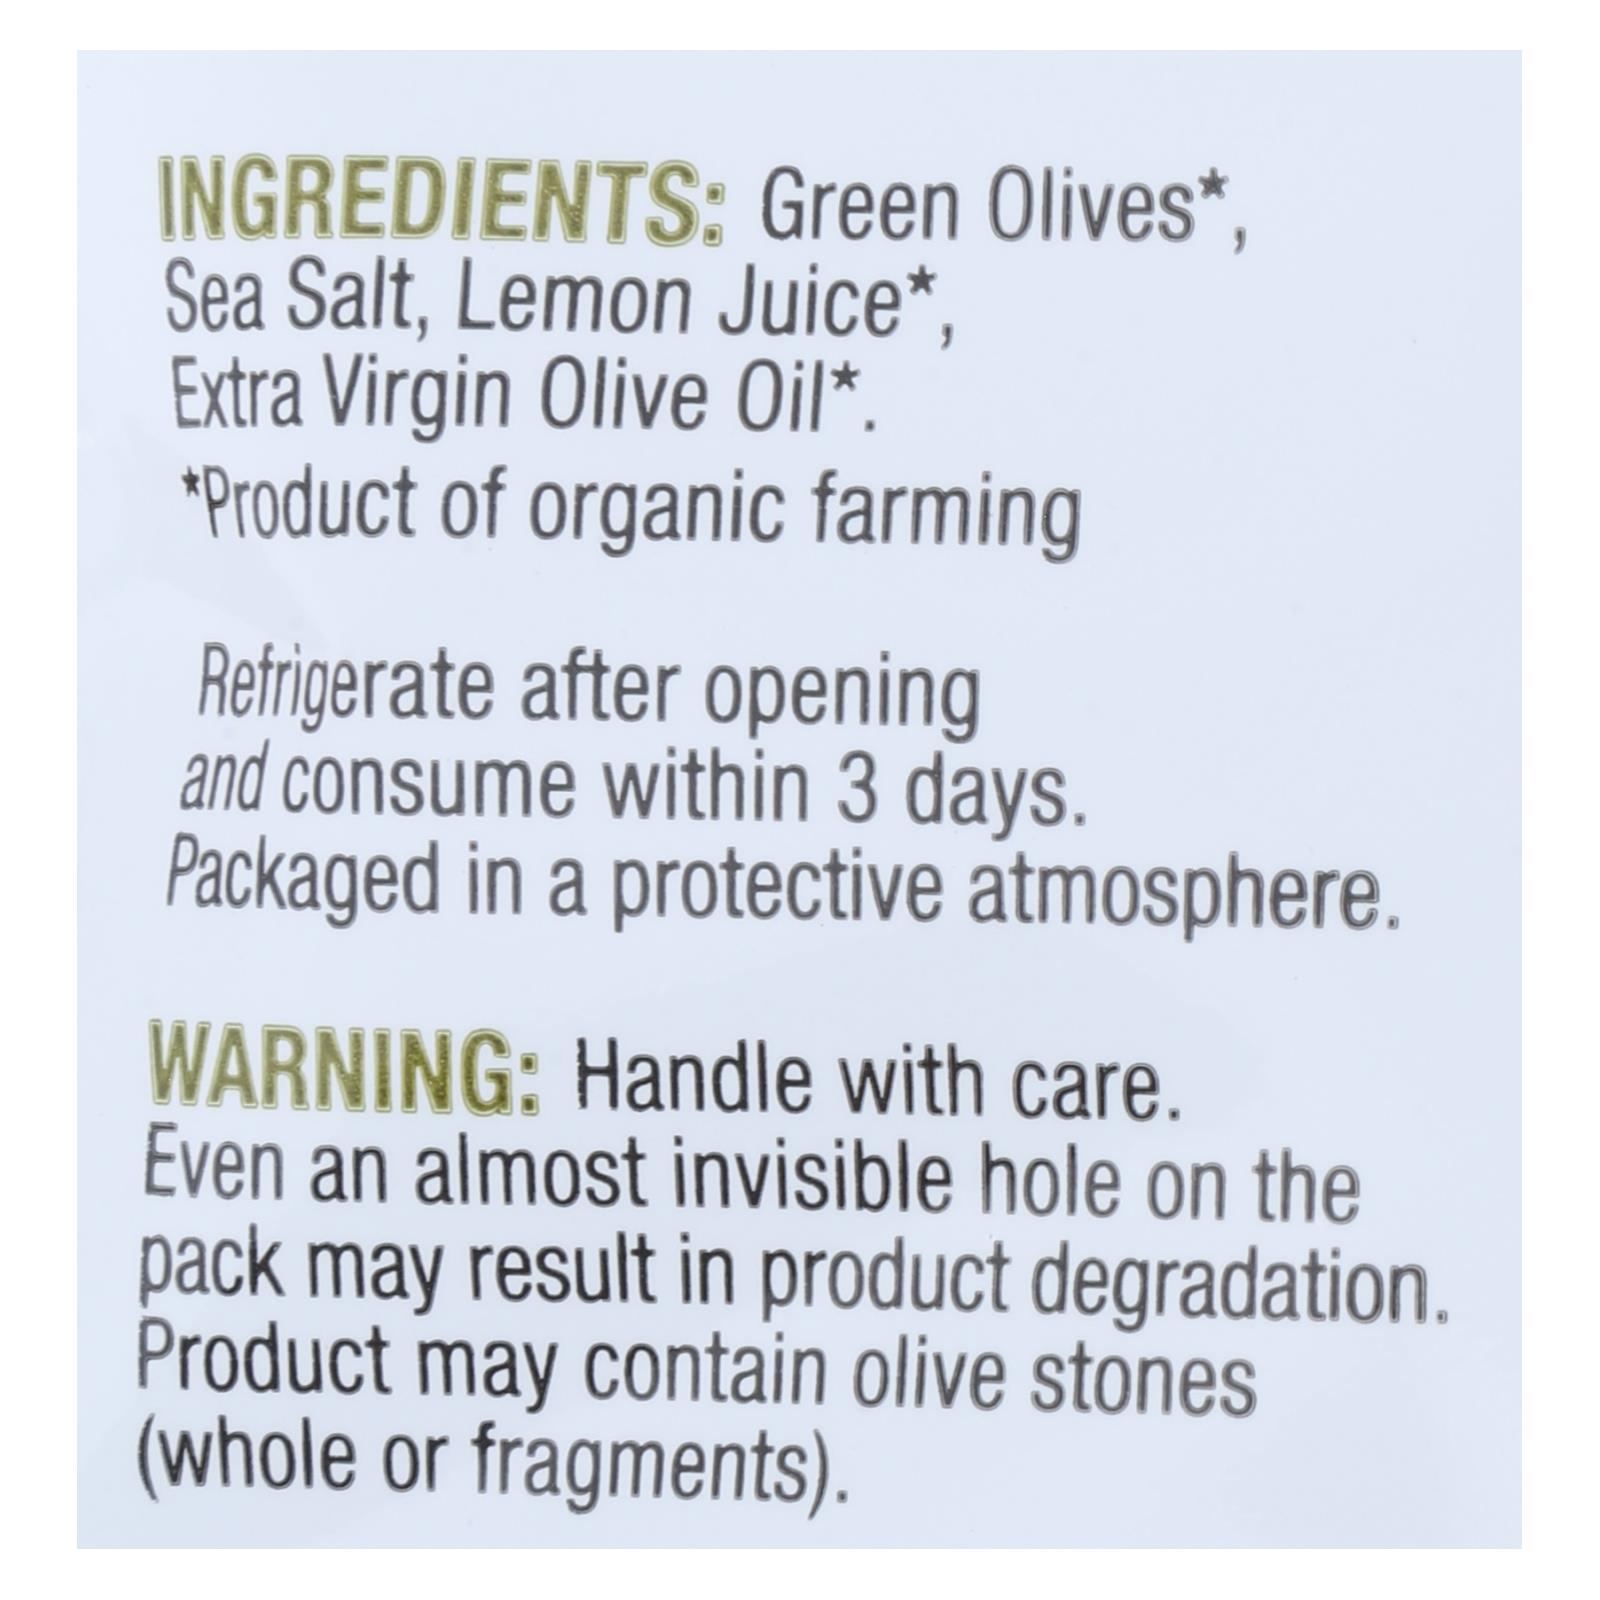 INGREDIENTS: Green Olives*,
Sea Salt, Lemon Juice*,
Extra Virgin Olive Oil*.
*Product of organic farming
Refrigerate after opening
and consume within 3 days.
Packaged in a protective atmosphere.
WARNING: Handle with care.
Even an almost invisible hole on the
pack may result in product degradation.
Product may contain olive stones
(whole or fragments).